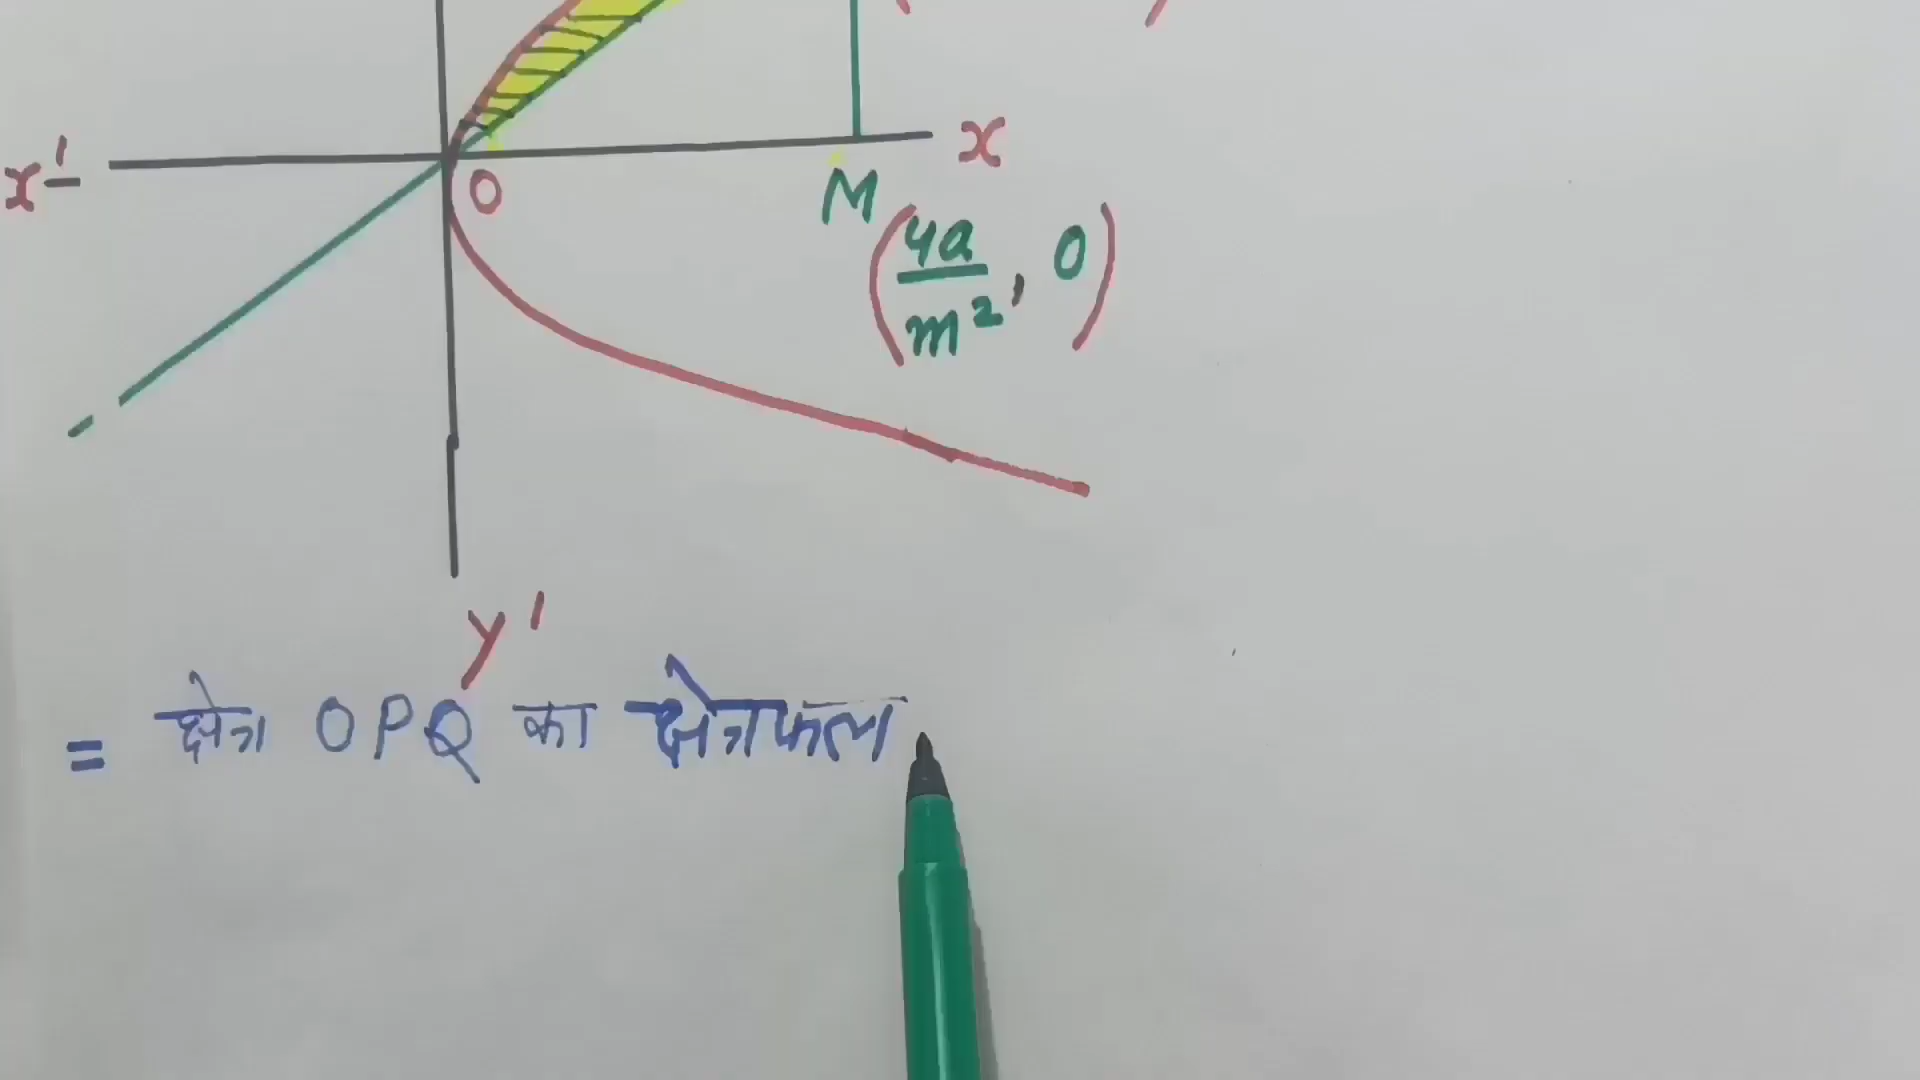 x
x'
O
M
(4a/m², 0)
y'
= क्षेत्र OPQ का क्षेत्रफल